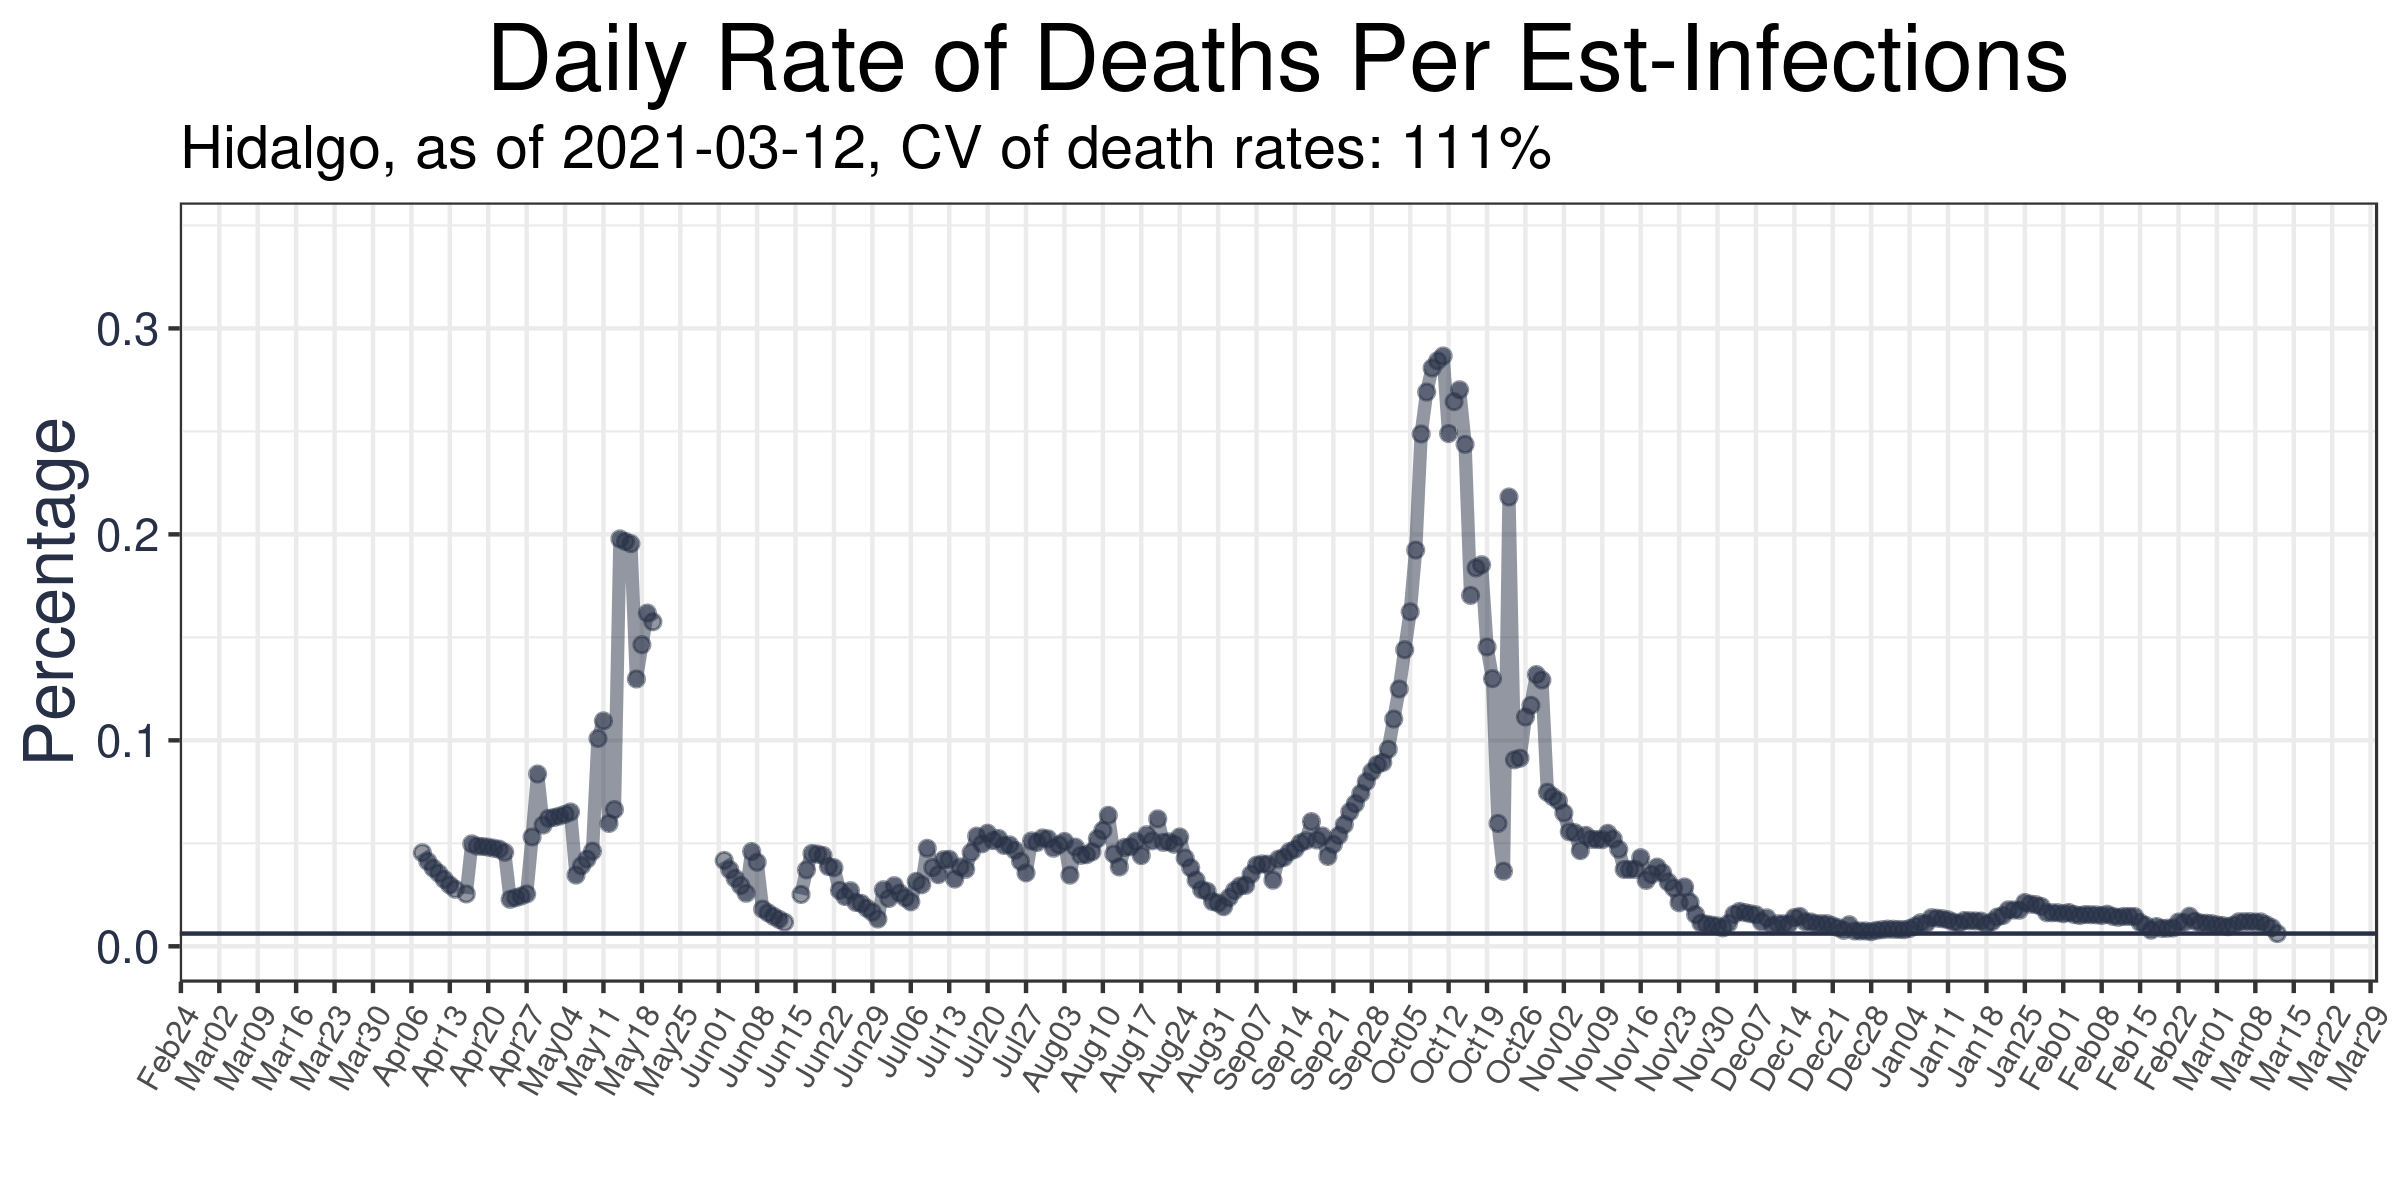 Daily Rate of Deaths Per Est-Infections
Hidalgo, as of 2021-03-12, CV of death rates: 111%
Percentage
0.3
0.2
0.1
0.0
Feb24
Mar02
Mar09
Mar16
Mar23
Mar30
Apr06
Apr13
Apr20
Apr27
May04
May11
May18
May25
Jun01
Jun08
Jun15
Jun22
Jun29
Jul06
Jul13
Jul20
Jul27
Aug03
Aug10
Aug17
Aug24
Aug31
Sep07
Sep14
Sep21
Sep28
Oct05
Oct12
Oct19
Oct26
Nov02
Nov09
Nov16
Nov23
Nov30
Dec07
Dec14
Dec21
Dec28
Jan04
Jan11
Jan18
Jan25
Feb01
Feb08
Feb15
Feb22
Mar01
Mar08
Mar15
Mar22
Mar29